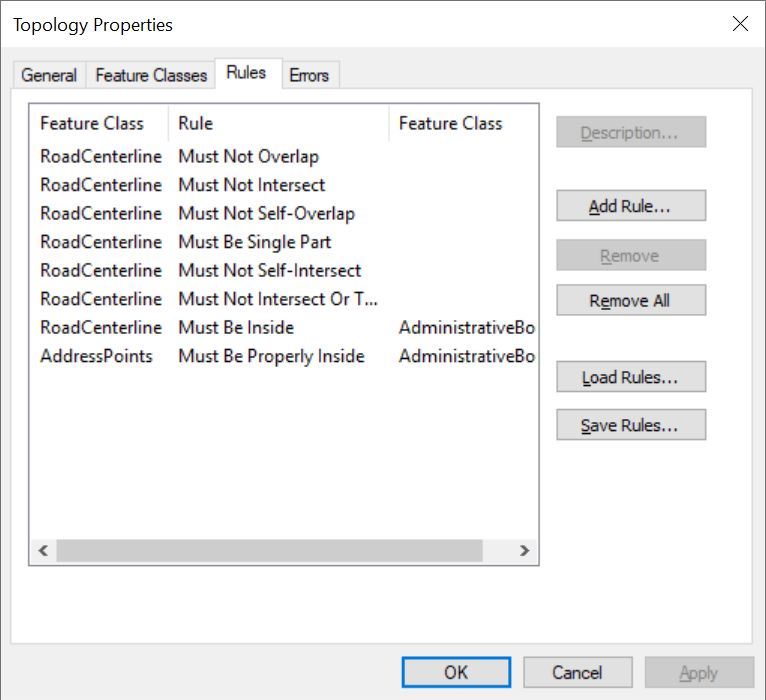 Topology Properties
General Feature Classes Rules Errors
Feature Class Rule Feature Class
RoadCenterline Must Not Overlap
RoadCenterline Must Not Intersect
RoadCenterline Must Not Self-Overlap
RoadCenterline Must Be Single Part
RoadCenterline Must Not Self-Intersect
RoadCenterline Must Not Intersect Or T...
RoadCenterline Must Be Inside AdministrativeBo
AddressPoints Must Be Properly Inside AdministrativeBo
Description...
Add Rule...
Remove
Remove All
Load Rules...
Save Rules...
OK Cancel Apply